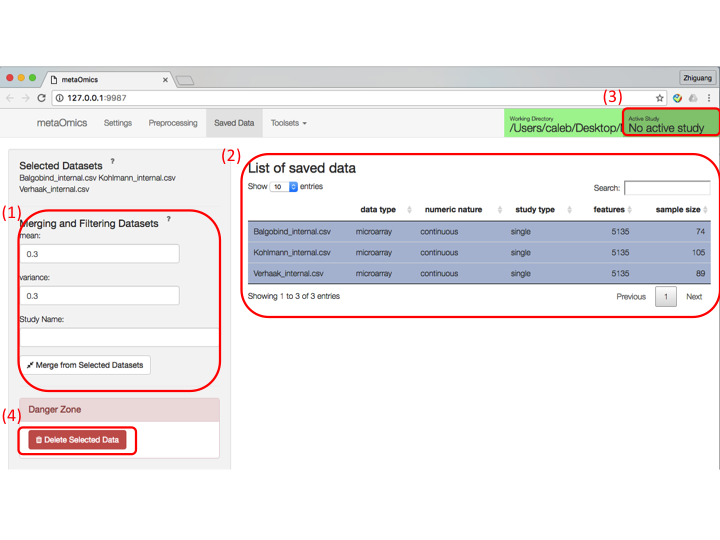 metaOmics
Zhiguang
127.0.0.1:9987
(3)
metaOmics Settings Preprocessing Saved Data Toolsets
Working Directory
/Users/caleb/Desktop/
Active Study
No active study
(2)
Selected Datasets ?
Balgobind_internal.csv Kohlmann_internal.csv
Verhaak_internal.csv
(1)
Merging and Filtering Datasets ?
mean:
0.3
variance:
0.3
Study Name:
Merge from Selected Datasets
Danger Zone
(4)
Delete Selected Data
List of saved data
Show 10 entries
Search:
data type numeric nature study type features sample size
Balgobind_internal.csv microarray continuous single 5135 74
Kohlmann_internal.csv microarray continuous single 5135 105
Verhaak_internal.csv microarray continuous single 5135 89
Showing 1 to 3 of 3 entries
Previous 1 Next